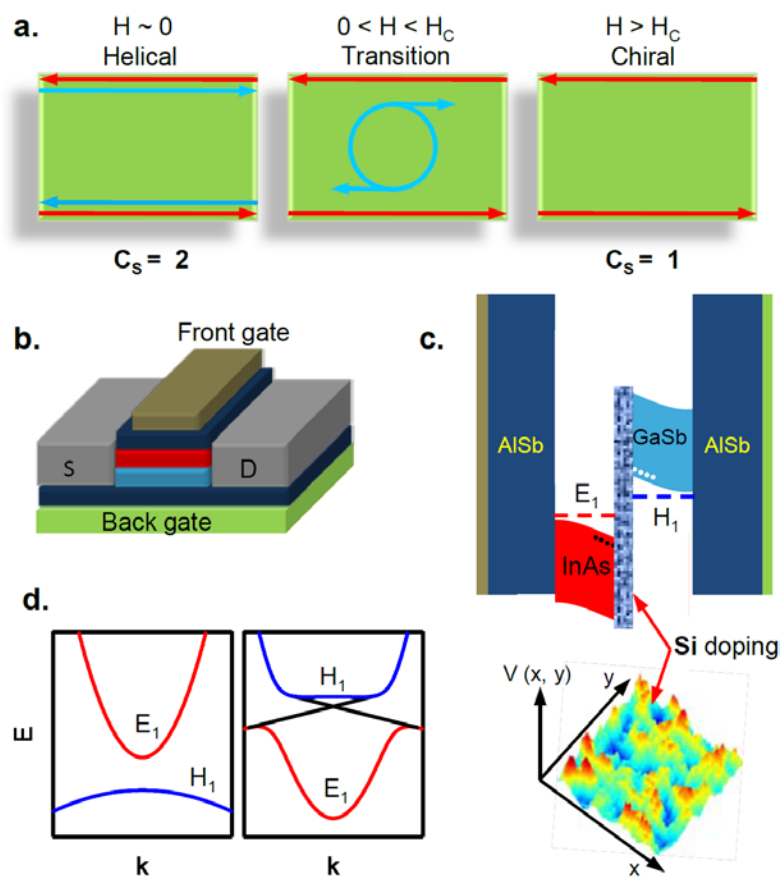 a.
H ~ 0
Helical
0 < H < H_C
Transition
H > H_C
Chiral
C_S = 2
C_S = 1
b.
Front gate
S
D
Back gate
c.
AlSb
GaSb
AlSb
E_1
H_1
InAs
Si doping
V (x, y)
y
x
d.
E
E_1
H_1
k
H_1
E_1
k